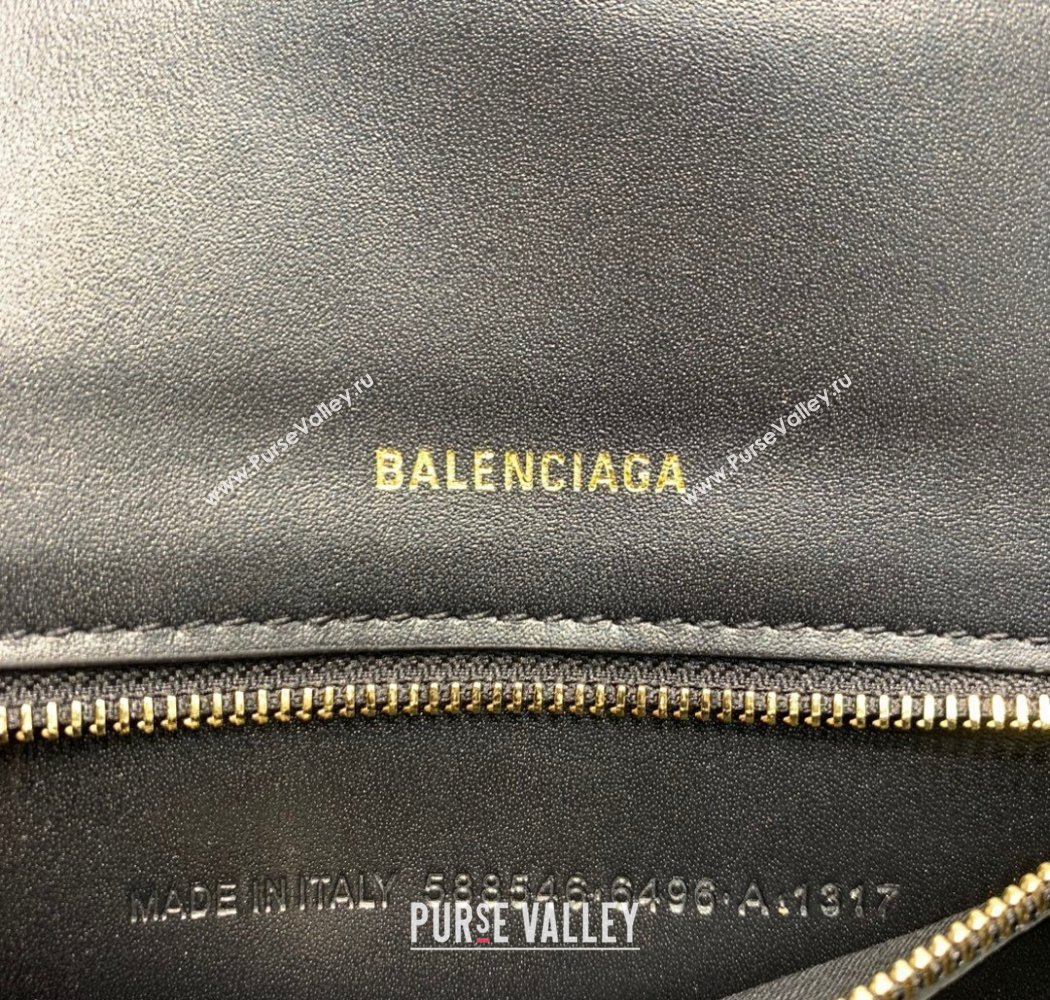 www.PurseValley.ru
www.PurseValley.ru
BALENCIAGA
MADE IN ITALY 588546·6496·A·1317
PURSE VALLEY